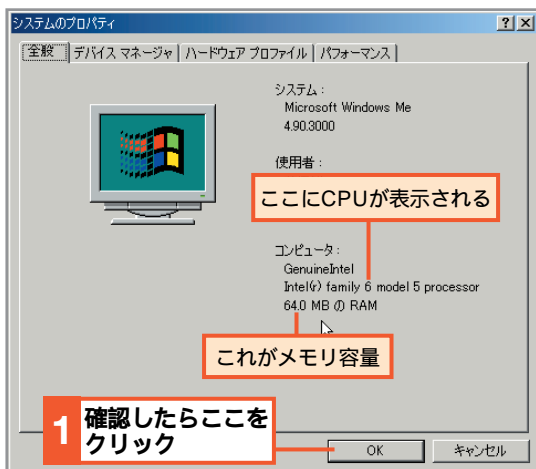 システムのプロパティ
全般 デバイス マネージャ ハードウェア プロファイル パフォーマンス
システム:
Microsoft Windows Me
4.90.3000
使用者:
ここにCPUが表示される
コンピュータ:
GenuineIntel
Intel(r) family 6 model 5 processor
64.0 MB の RAM
これがメモリ容量
1 確認したらここを
クリック
OK キャンセル